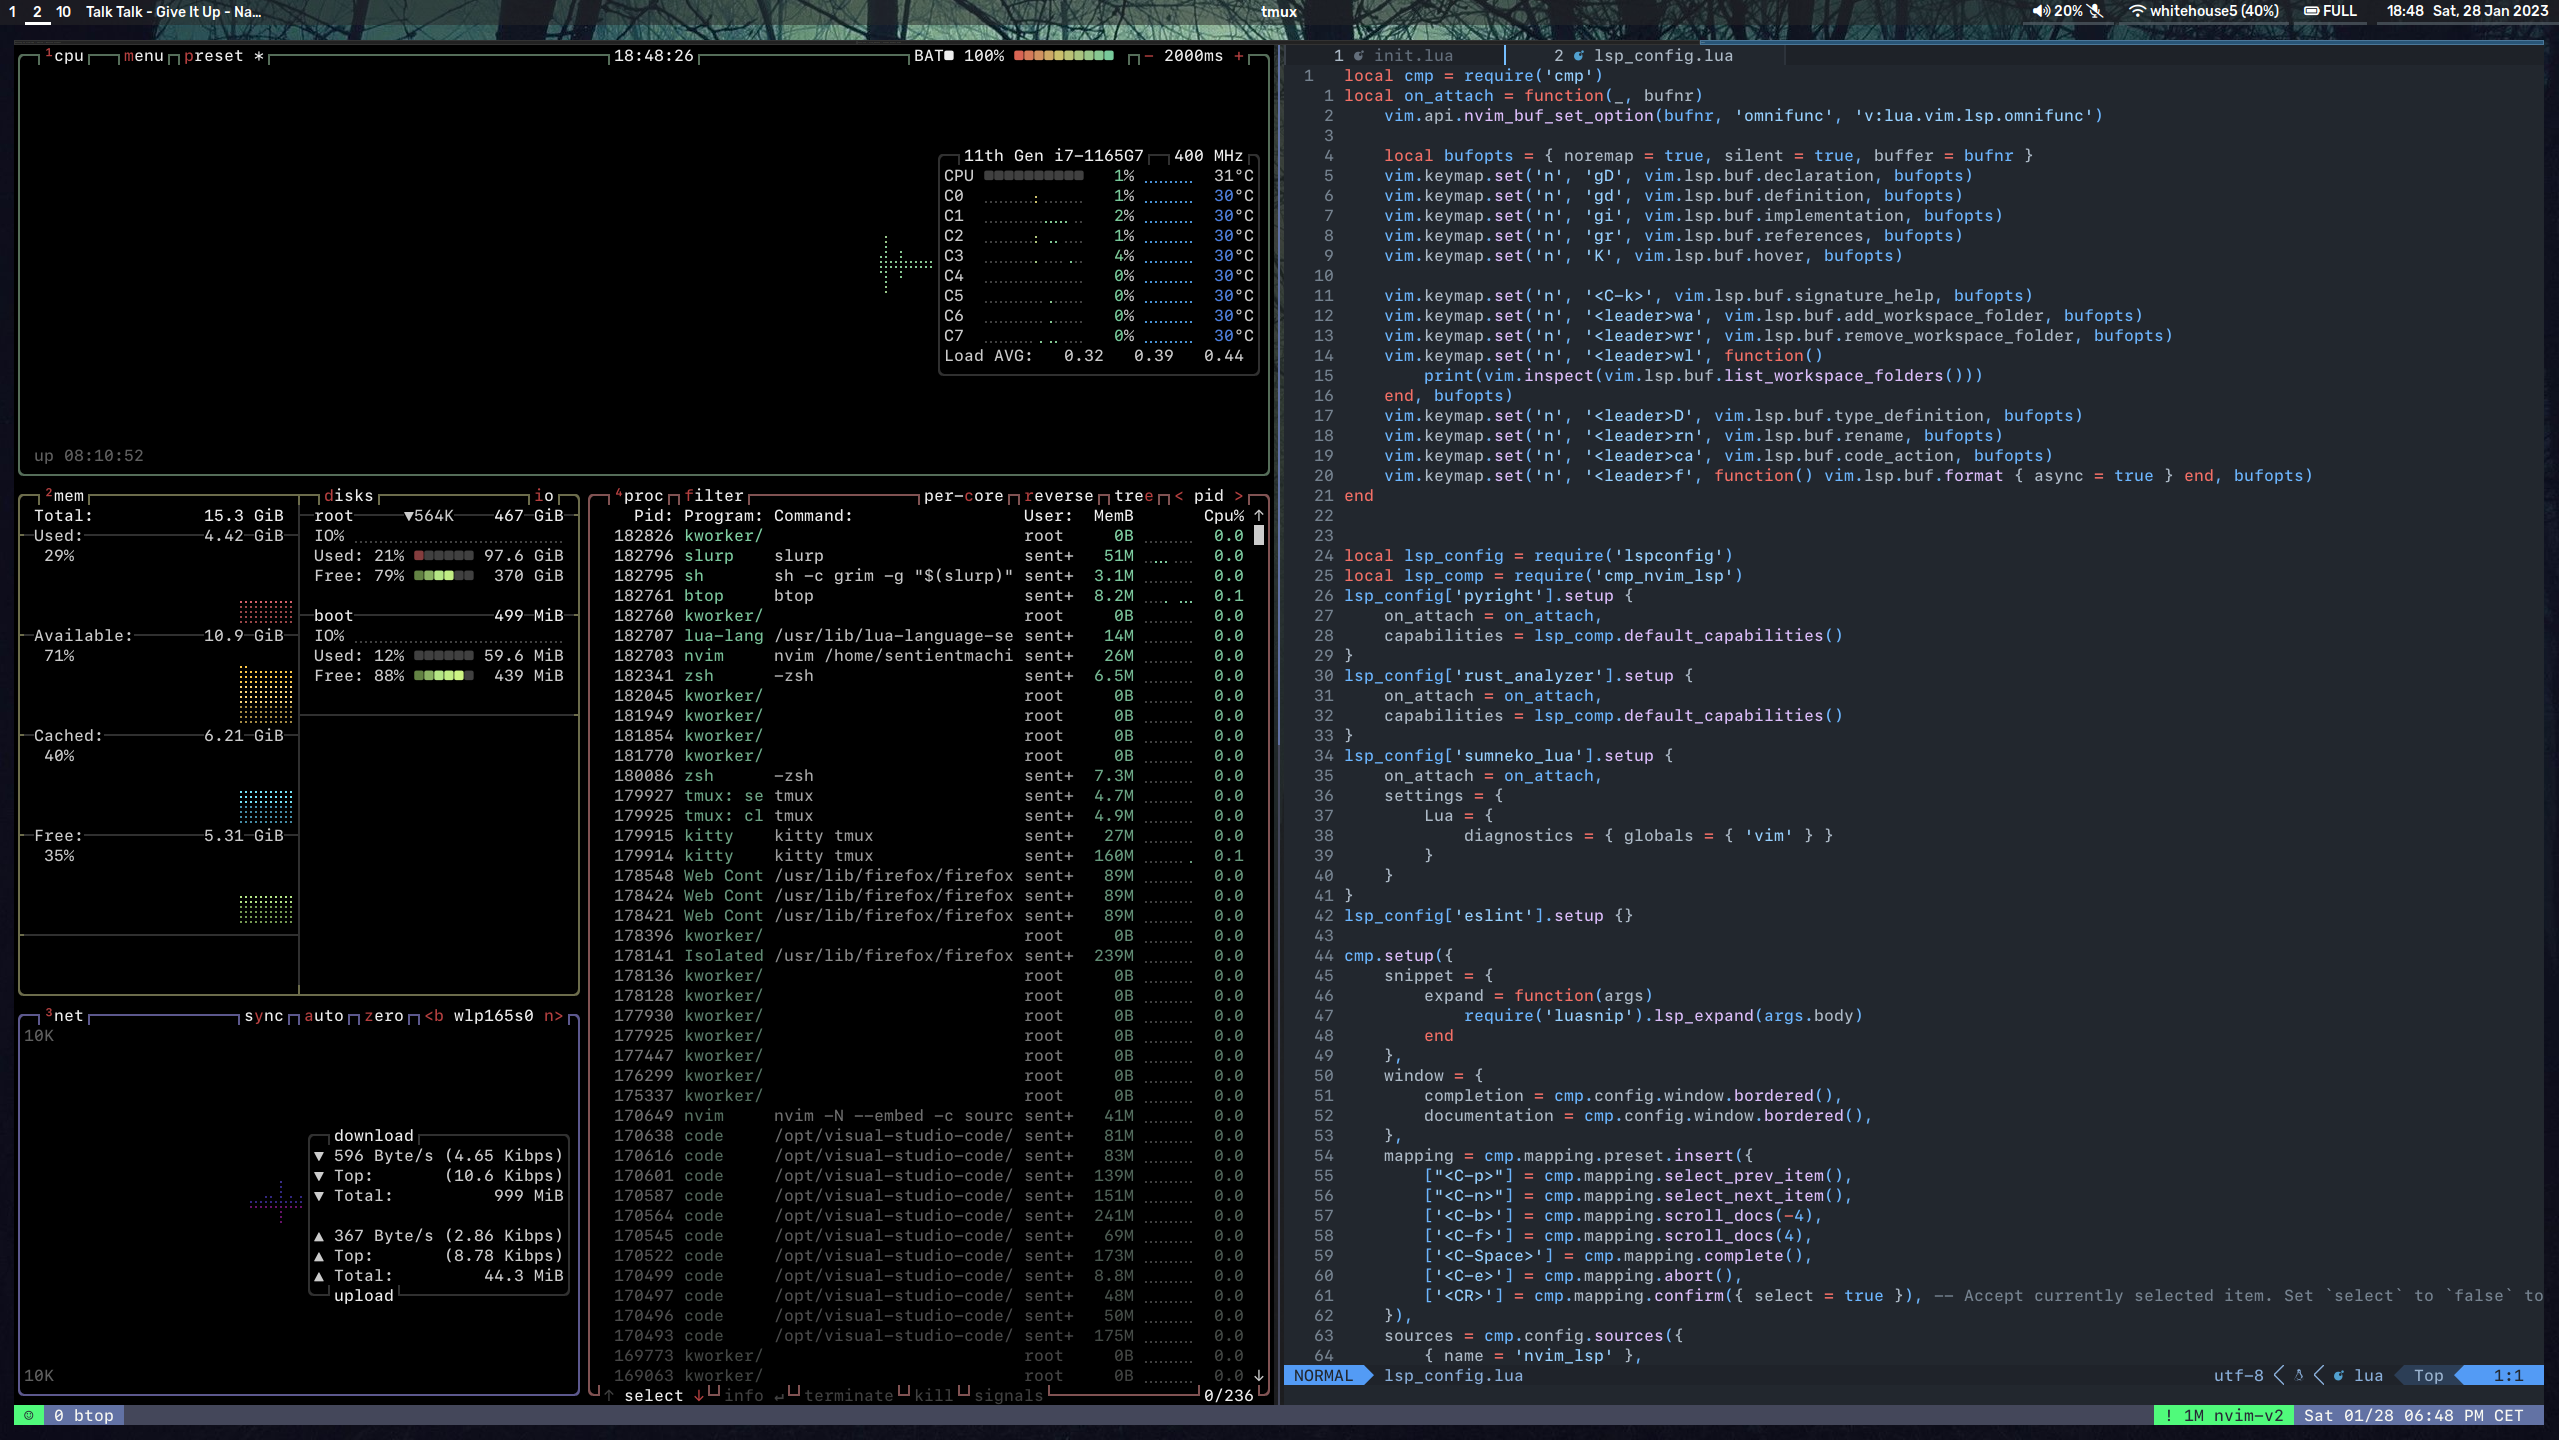 1 2 10 Talk Talk - Give It Up - Na...
tmux
20% whitehouse5 (40%) FULL 18:48 Sat, 28 Jan 2023
1cpu menu preset * 18:48:26 BAT 100% - 2000ms +
11th Gen i7-1165G7 400 MHz
CPU 1% 31°C
C0 1% 30°C
C1 2% 30°C
C2 1% 30°C
C3 4% 30°C
C4 0% 30°C
C5 0% 30°C
C6 0% 30°C
C7 0% 30°C
Load AVG: 0.32 0.39 0.44
up 08:10:52
2mem disks io
Total: 15.3 GiB
Used: 4.42 GiB
29%
Available: 10.9 GiB
71%
Cached: 6.21 GiB
40%
Free: 5.31 GiB
35%
root ▼564K 467 GiB
IO%
Used: 21% 97.6 GiB
Free: 79% 370 GiB
boot 499 MiB
IO%
Used: 12% 59.6 MiB
Free: 88% 439 MiB
3net sync auto zero <b wlp165s0 n>
10K
download
▼ 596 Byte/s (4.65 Kibps)
▼ Top: (10.6 Kibps)
▼ Total: 999 MiB
▲ 367 Byte/s (2.86 Kibps)
▲ Top: (8.78 Kibps)
▲ Total: 44.3 MiB
upload
10K
4proc filter per-core reverse tree < pid >
Pid: Program: Command: User: MemB Cpu% ↑
182826 kworker/ root 0B 0.0
182796 slurp slurp sent+ 51M 0.0
182795 sh sh -c grim -g "$(slurp)" sent+ 3.1M 0.0
182761 btop btop sent+ 8.2M 0.1
182760 kworker/ root 0B 0.0
182707 lua-lang /usr/lib/lua-language-se sent+ 14M 0.0
182703 nvim nvim /home/sentientmachi sent+ 26M 0.0
182341 zsh -zsh sent+ 6.5M 0.0
182045 kworker/ root 0B 0.0
181949 kworker/ root 0B 0.0
181854 kworker/ root 0B 0.0
181770 kworker/ root 0B 0.0
180086 zsh -zsh sent+ 7.3M 0.0
179927 tmux: se tmux sent+ 4.7M 0.0
179925 tmux: cl tmux sent+ 4.9M 0.0
179915 kitty kitty tmux sent+ 27M 0.0
179914 kitty kitty tmux sent+ 160M 0.1
178548 Web Cont /usr/lib/firefox/firefox sent+ 89M 0.0
178424 Web Cont /usr/lib/firefox/firefox sent+ 89M 0.0
178421 Web Cont /usr/lib/firefox/firefox sent+ 89M 0.0
178396 kworker/ root 0B 0.0
178141 Isolated /usr/lib/firefox/firefox sent+ 239M 0.0
178136 kworker/ root 0B 0.0
178128 kworker/ root 0B 0.0
177930 kworker/ root 0B 0.0
177925 kworker/ root 0B 0.0
177447 kworker/ root 0B 0.0
176299 kworker/ root 0B 0.0
175337 kworker/ root 0B 0.0
170649 nvim nvim -N --embed -c sourc sent+ 41M 0.0
170638 code /opt/visual-studio-code/ sent+ 81M 0.0
170616 code /opt/visual-studio-code/ sent+ 83M 0.0
170601 code /opt/visual-studio-code/ sent+ 139M 0.0
170587 code /opt/visual-studio-code/ sent+ 151M 0.0
170564 code /opt/visual-studio-code/ sent+ 241M 0.0
170545 code /opt/visual-studio-code/ sent+ 69M 0.0
170522 code /opt/visual-studio-code/ sent+ 173M 0.0
170499 code /opt/visual-studio-code/ sent+ 8.8M 0.0
170497 code /opt/visual-studio-code/ sent+ 48M 0.0
170496 code /opt/visual-studio-code/ sent+ 50M 0.0
170493 code /opt/visual-studio-code/ sent+ 175M 0.0
169773 kworker/ root 0B 0.0
169063 kworker/ root 0B 0.0 ↓
↑ select ↓ info ↵ terminate kill signals 0/236
1 init.lua 2 lsp_config.lua
1 local cmp = require('cmp')
1 local on_attach = function(_, bufnr)
2 vim.api.nvim_buf_set_option(bufnr, 'omnifunc', 'v:lua.vim.lsp.omnifunc')
3
4 local bufopts = { noremap = true, silent = true, buffer = bufnr }
5 vim.keymap.set('n', 'gD', vim.lsp.buf.declaration, bufopts)
6 vim.keymap.set('n', 'gd', vim.lsp.buf.definition, bufopts)
7 vim.keymap.set('n', 'gi', vim.lsp.buf.implementation, bufopts)
8 vim.keymap.set('n', 'gr', vim.lsp.buf.references, bufopts)
9 vim.keymap.set('n', 'K', vim.lsp.buf.hover, bufopts)
10
11 vim.keymap.set('n', '<C-k>', vim.lsp.buf.signature_help, bufopts)
12 vim.keymap.set('n', '<leader>wa', vim.lsp.buf.add_workspace_folder, bufopts)
13 vim.keymap.set('n', '<leader>wr', vim.lsp.buf.remove_workspace_folder, bufopts)
14 vim.keymap.set('n', '<leader>wl', function()
15 print(vim.inspect(vim.lsp.buf.list_workspace_folders()))
16 end, bufopts)
17 vim.keymap.set('n', '<leader>D', vim.lsp.buf.type_definition, bufopts)
18 vim.keymap.set('n', '<leader>rn', vim.lsp.buf.rename, bufopts)
19 vim.keymap.set('n', '<leader>ca', vim.lsp.buf.code_action, bufopts)
20 vim.keymap.set('n', '<leader>f', function() vim.lsp.buf.format { async = true } end, bufopts)
21 end
22
23
24 local lsp_config = require('lspconfig')
25 local lsp_comp = require('cmp_nvim_lsp')
26 lsp_config['pyright'].setup {
27 on_attach = on_attach,
28 capabilities = lsp_comp.default_capabilities()
29 }
30 lsp_config['rust_analyzer'].setup {
31 on_attach = on_attach,
32 capabilities = lsp_comp.default_capabilities()
33 }
34 lsp_config['sumneko_lua'].setup {
35 on_attach = on_attach,
36 settings = {
37 Lua = {
38 diagnostics = { globals = { 'vim' } }
39 }
40 }
41 }
42 lsp_config['eslint'].setup {}
43
44 cmp.setup({
45 snippet = {
46 expand = function(args)
47 require('luasnip').lsp_expand(args.body)
48 end
49 },
50 window = {
51 completion = cmp.config.window.bordered(),
52 documentation = cmp.config.window.bordered(),
53 },
54 mapping = cmp.mapping.preset.insert({
55 ["<C-p>"] = cmp.mapping.select_prev_item(),
56 ["<C-n>"] = cmp.mapping.select_next_item(),
57 ['<C-b>'] = cmp.mapping.scroll_docs(-4),
58 ['<C-f>'] = cmp.mapping.scroll_docs(4),
59 ['<C-Space>'] = cmp.mapping.complete(),
60 ['<C-e>'] = cmp.mapping.abort(),
61 ['<CR>'] = cmp.mapping.confirm({ select = true }), -- Accept currently selected item. Set `select` to `false` to
62 }),
63 sources = cmp.config.sources({
64 { name = 'nvim_lsp' },
NORMAL lsp_config.lua utf-8 lua Top 1:1
0 btop ! 1M nvim-v2 Sat 01/28 06:48 PM CET